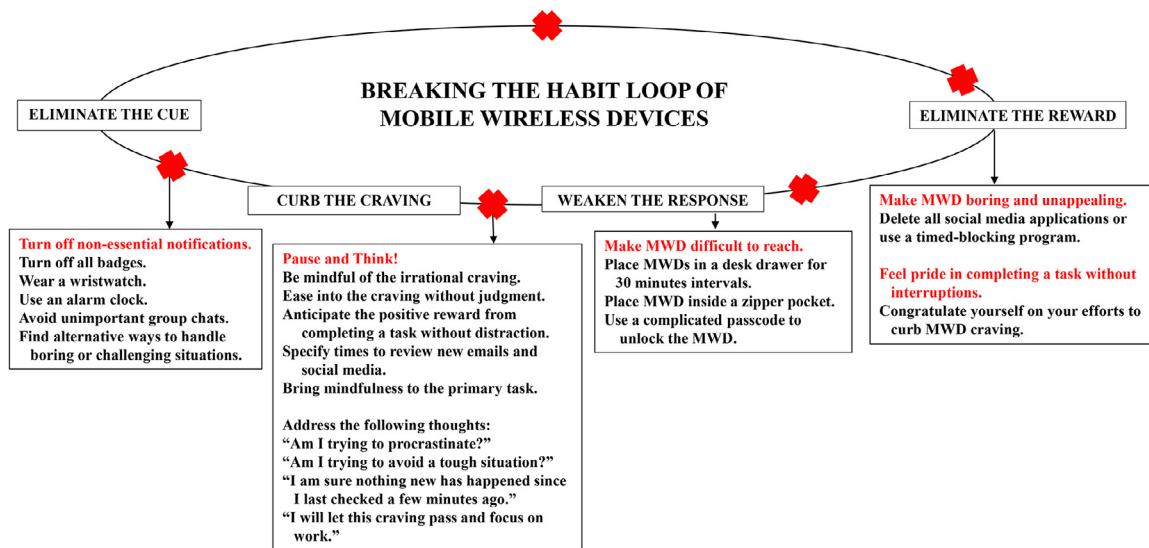 BREAKING THE HABIT LOOP OF
MOBILE WIRELESS DEVICES
ELIMINATE THE CUE
Turn off non-essential notifications.
Turn off all badges.
Wear a wristwatch.
Use an alarm clock.
Avoid unimportant group chats.
Find alternative ways to handle
boring or challenging situations.
CURB THE CRAVING
Pause and Think!
Be mindful of the irrational craving.
Ease into the craving without judgment.
Anticipate the positive reward from
completing a task without distraction.
Specify times to review new emails and
social media.
Bring mindfulness to the primary task.
Address the following thoughts:
“Am I trying to procrastinate?”
“Am I trying to avoid a tough situation?”
“I am sure nothing new has happened since
I last checked a few minutes ago.”
“I will let this craving pass and focus on
work.”
WEAKEN THE RESPONSE
Make MWD difficult to reach.
Place MWDs in a desk drawer for
30 minutes intervals.
Place MWD inside a zipper pocket.
Use a complicated passcode to
unlock the MWD.
ELIMINATE THE REWARD
Make MWD boring and unappealing.
Delete all social media applications or
use a timed-blocking program.
Feel pride in completing a task without
interruptions.
Congratulate yourself on your efforts to
curb MWD craving.